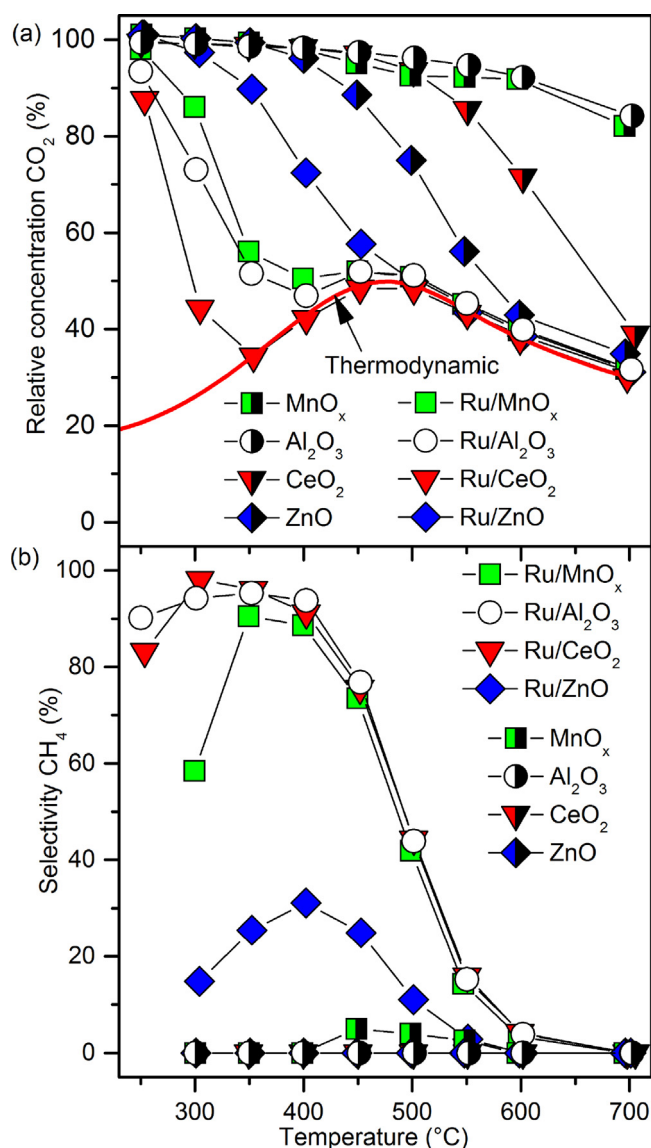 (a)
100
80
60
40
20
0
Relative concentration CO₂ (%)
Thermodynamic
MnOₓ
Al₂O₃
CeO₂
ZnO
Ru/MnOₓ
Ru/Al₂O₃
Ru/CeO₂
Ru/ZnO
(b)
100
80
60
40
20
0
Selectivity CH₄ (%)
Ru/MnOₓ
Ru/Al₂O₃
Ru/CeO₂
Ru/ZnO
MnOₓ
Al₂O₃
CeO₂
ZnO
300 400 500 600 700
Temperature (°C)